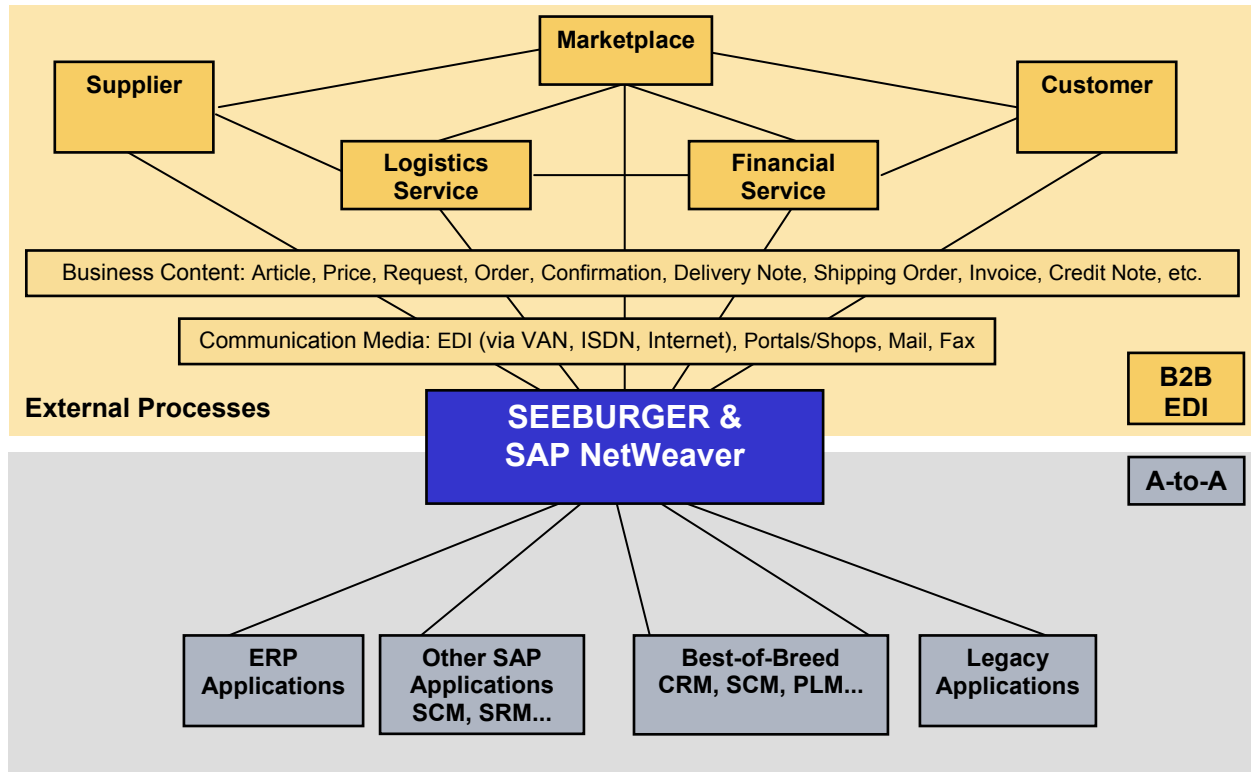 Marketplace
Supplier
Customer
Logistics
Service
Financial
Service
Business Content: Article, Price, Request, Order, Confirmation, Delivery Note, Shipping Order, Invoice, Credit Note, etc.
Communication Media: EDI (via VAN, ISDN, Internet), Portals/Shops, Mail, Fax
External Processes
B2B
EDI
SEEBURGER &
SAP NetWeaver
A-to-A
ERP
Applications
Other SAP
Applications
SCM, SRM...
Best-of-Breed
CRM, SCM, PLM...
Legacy
Applications